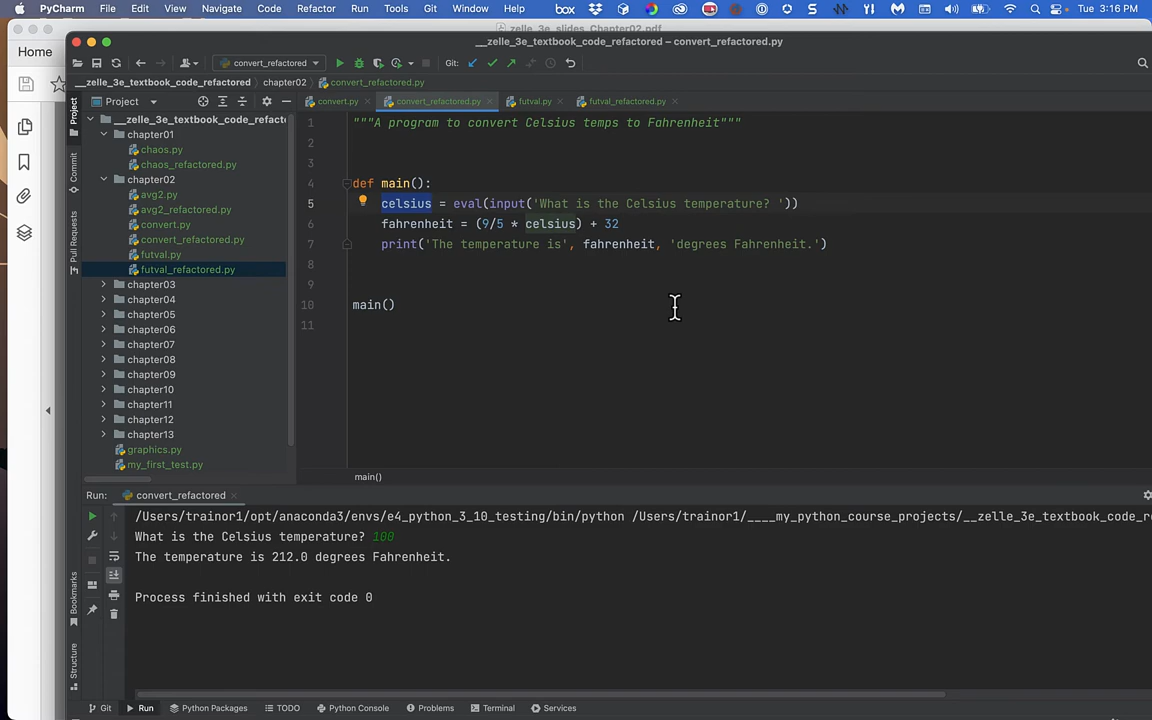 PyCharm File Edit View Navigate Code Refactor Run Tools Git Window box Tue 3:16 PM
zelle_3e_slides_Chapter02.pdf
Home
__zelle_3e_textbook_code_refactored – convert_refactored.py
convert_refactored Git:
__zelle_3e_textbook_code_refactored chapter02 convert_refactored.py
Project
convert.py convert_refactored.py futval.py futval_refactored.py
Project
Commit
Pull Requests
Bookmarks
Structure
__zelle_3e_textbook_code_refacto
chapter01
chaos.py
chaos_refactored.py
chapter02
avg2.py
avg2_refactored.py
convert.py
convert_refactored.py
futval.py
futval_refactored.py
chapter03
chapter04
chapter05
chapter06
chapter07
chapter08
chapter09
chapter10
chapter11
chapter12
chapter13
graphics.py
my_first_test.py
1 """A program to convert Celsius temps to Fahrenheit"""
2
3
4 def main():
5 celsius = eval(input('What is the Celsius temperature? '))
6 fahrenheit = (9/5 * celsius) + 32
7 print('The temperature is', fahrenheit, 'degrees Fahrenheit.')
8
9
10 main()
11
main()
Run: convert_refactored
/Users/trainor1/opt/anaconda3/envs/e4_python_3_10_testing/bin/python /Users/trainor1/____my_python_course_projects/__zelle_3e_textbook_code_re
What is the Celsius temperature? 100
The temperature is 212.0 degrees Fahrenheit.
Process finished with exit code 0
Git Run Python Packages TODO Python Console Problems Terminal Services